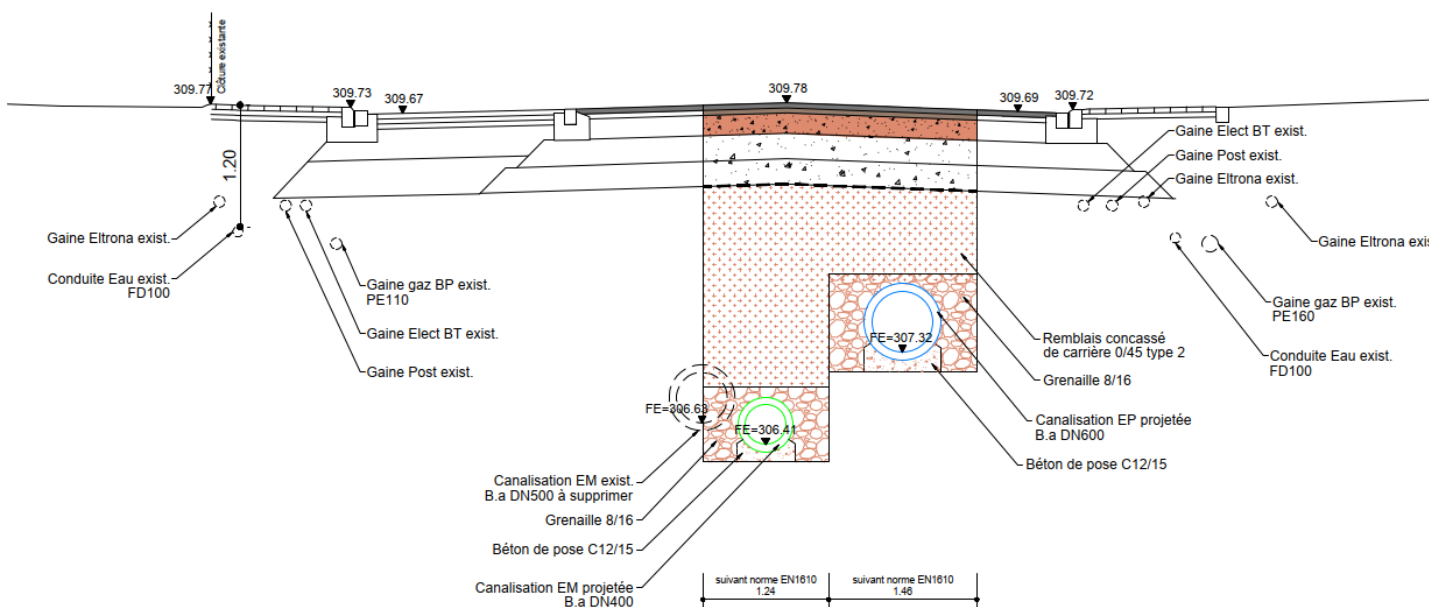 Clôture existante
309.77
309.73
309.67
309.78
309.69
309.72
1.20
Gaine Elect BT exist.
Gaine Post exist.
Gaine Eltrona exist.
Gaine Eltrona exist.
Conduite Eau exist.
FD100
Gaine gaz BP exist.
PE110
Gaine Elect BT exist.
Gaine Post exist.
Gaine Eltrona exis
Gaine gaz BP exist.
PE160
Conduite Eau exist.
FD100
Remblais concassé
de carrière 0/45 type 2
Grenaille 8/16
Canalisation EP projetée
B.a DN600
Béton de pose C12/15
FE=307.32
FE=306.63
FE=306.41
Canalisation EM exist.
B.a DN500 à supprimer
Grenaille 8/16
Béton de pose C12/15
Canalisation EM projetée
B.a DN400
suivant norme EN1610
1.24
suivant norme EN1610
1.46